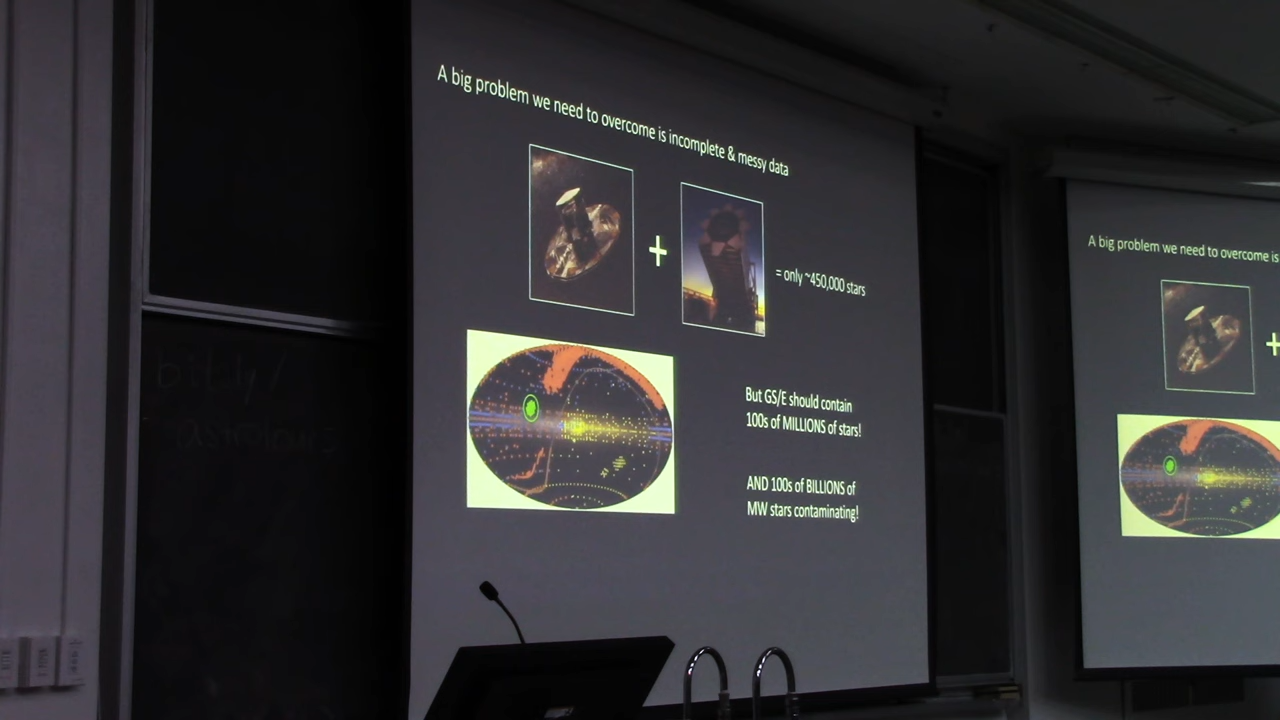 A big problem we need to overcome is incomplete & messy data
+
= only ~450,000 stars
But GS/E should contain
100s of MILLIONS of stars!
AND 100s of BILLIONS of
MW stars contaminating!
A big problem we need to overcome is
+